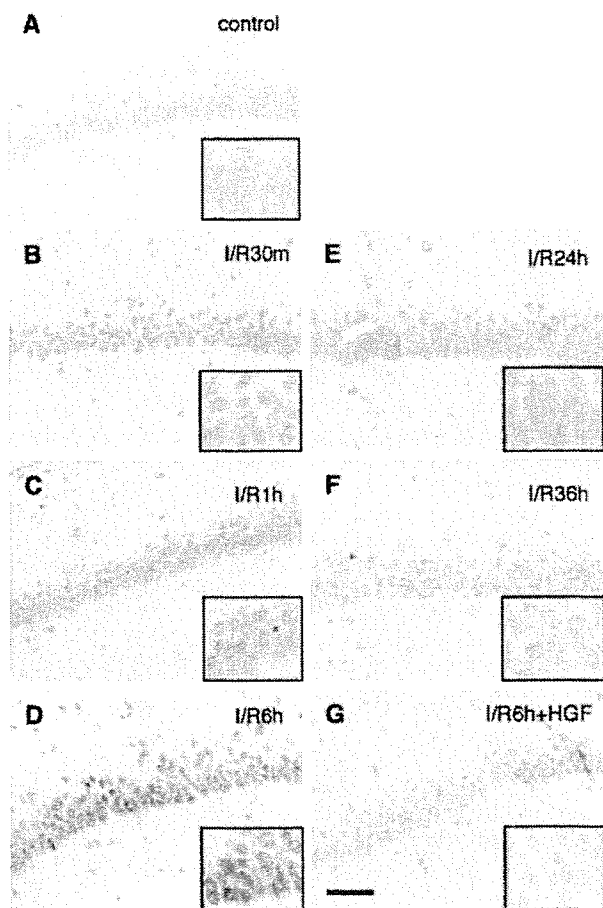 A control
B I/R30m
E I/R24h
C I/R1h
F I/R36h
D I/R6h
G I/R6h+HGF